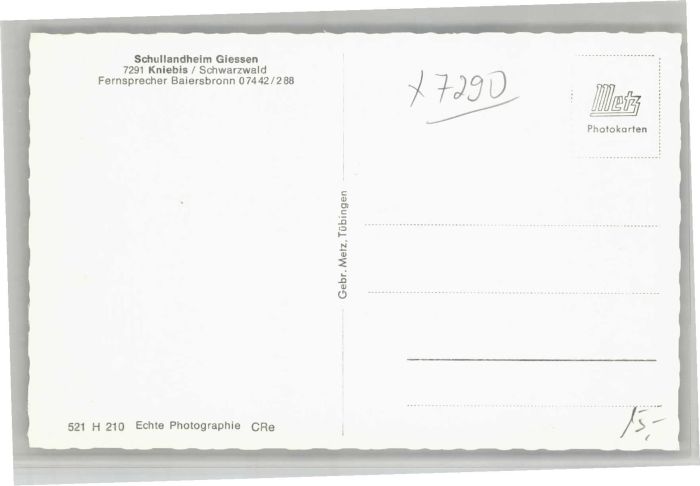 Schullandheim Giessen
7291 Kniebis / Schwarzwald
Fernsprecher Baiersbronn 07442/288
x 7290
Metz
Photokarten
Gebr. Metz, Tübingen
521 H 210 Echte Photographie CRe
15,-